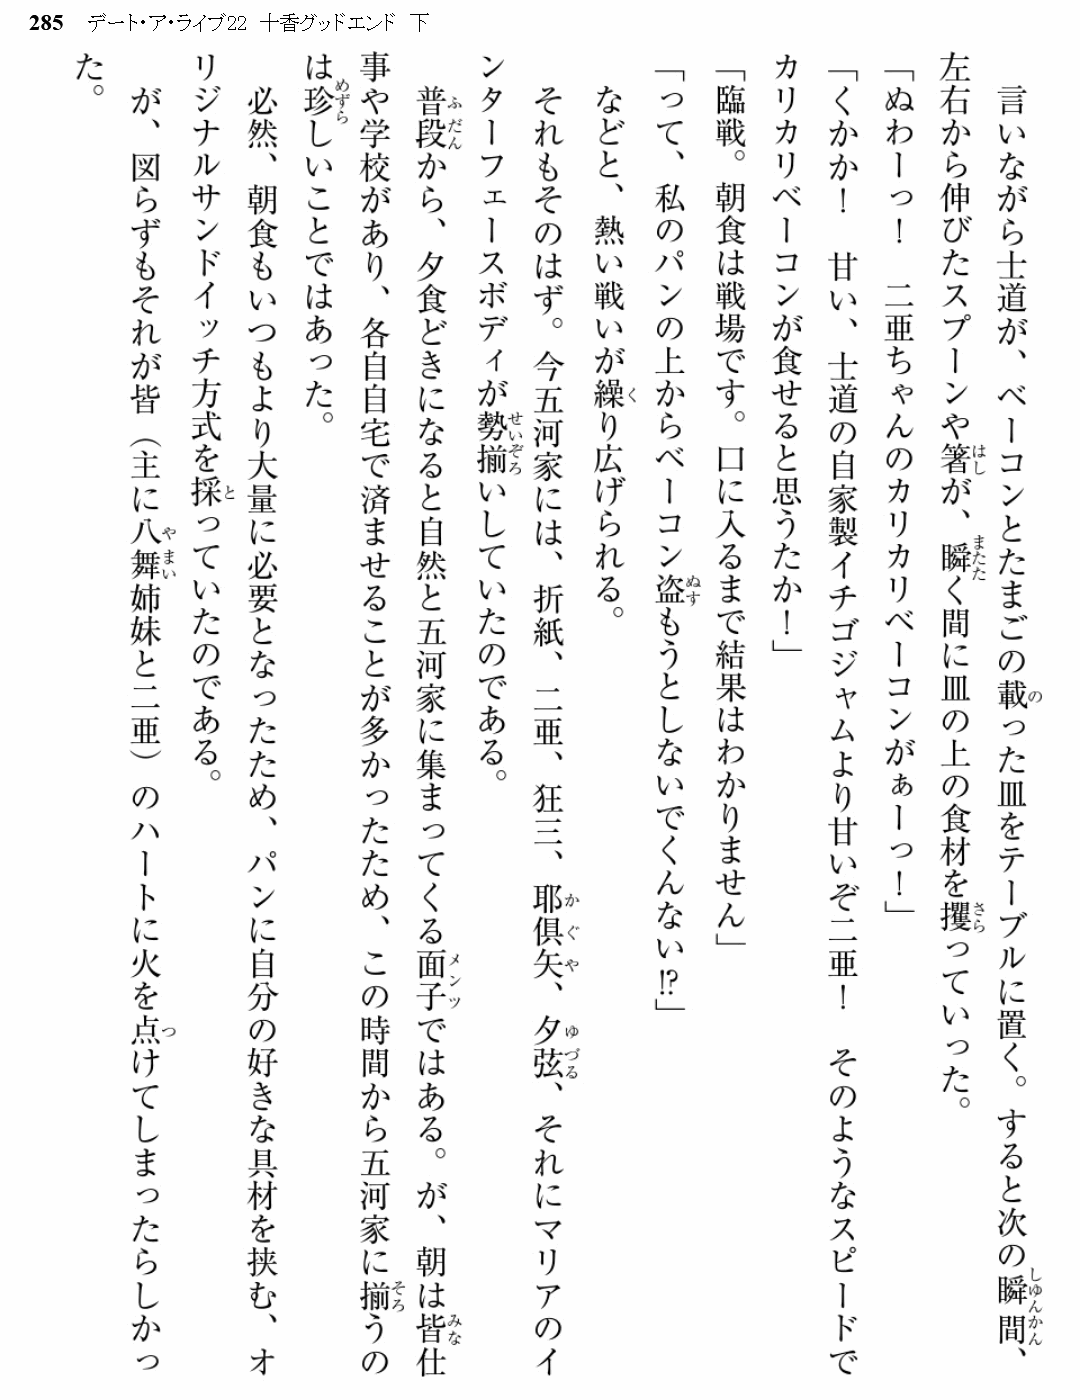 285 デート・ア・ライブ22 十香グッドエンド 下
　言いながら士道が、ベーコンとたまごの載った皿をテーブルに置く。すると次の瞬間、
左右から伸びたスプーンや箸が、瞬く間に皿の上の食材を攫っていった。
「ぬわーっ！　二亜ちゃんのカリカリベーコンがぁーっ！」
「くかか！　甘い、士道の自家製イチゴジャムより甘いぞ二亜！　そのようなスピードで
カリカリベーコンが食せると思うたか！」
「臨戦。朝食は戦場です。口に入るまで結果はわかりません」
「って、私のパンの上からベーコン盗もうとしないでくんない!?」
　などと、熱い戦いが繰り広げられる。
　それもそのはず。今五河家には、折紙、二亜、狂三、耶倶矢、夕弦、それにマリアのイ
ンターフェースボディが勢揃いしていたのである。
　普段から、夕食どきになると自然と五河家に集まってくる面子ではある。が、朝は皆仕
事や学校があり、各自自宅で済ませることが多かったため、この時間から五河家に揃うの
は珍しいことではあった。
　必然、朝食もいつもより大量に必要となったため、パンに自分の好きな具材を挟む、オ
リジナルサンドイッチ方式を採っていたのである。
　が、図らずもそれが皆（主に八舞姉妹と二亜）のハートに火を点けてしまったらしかっ
た。